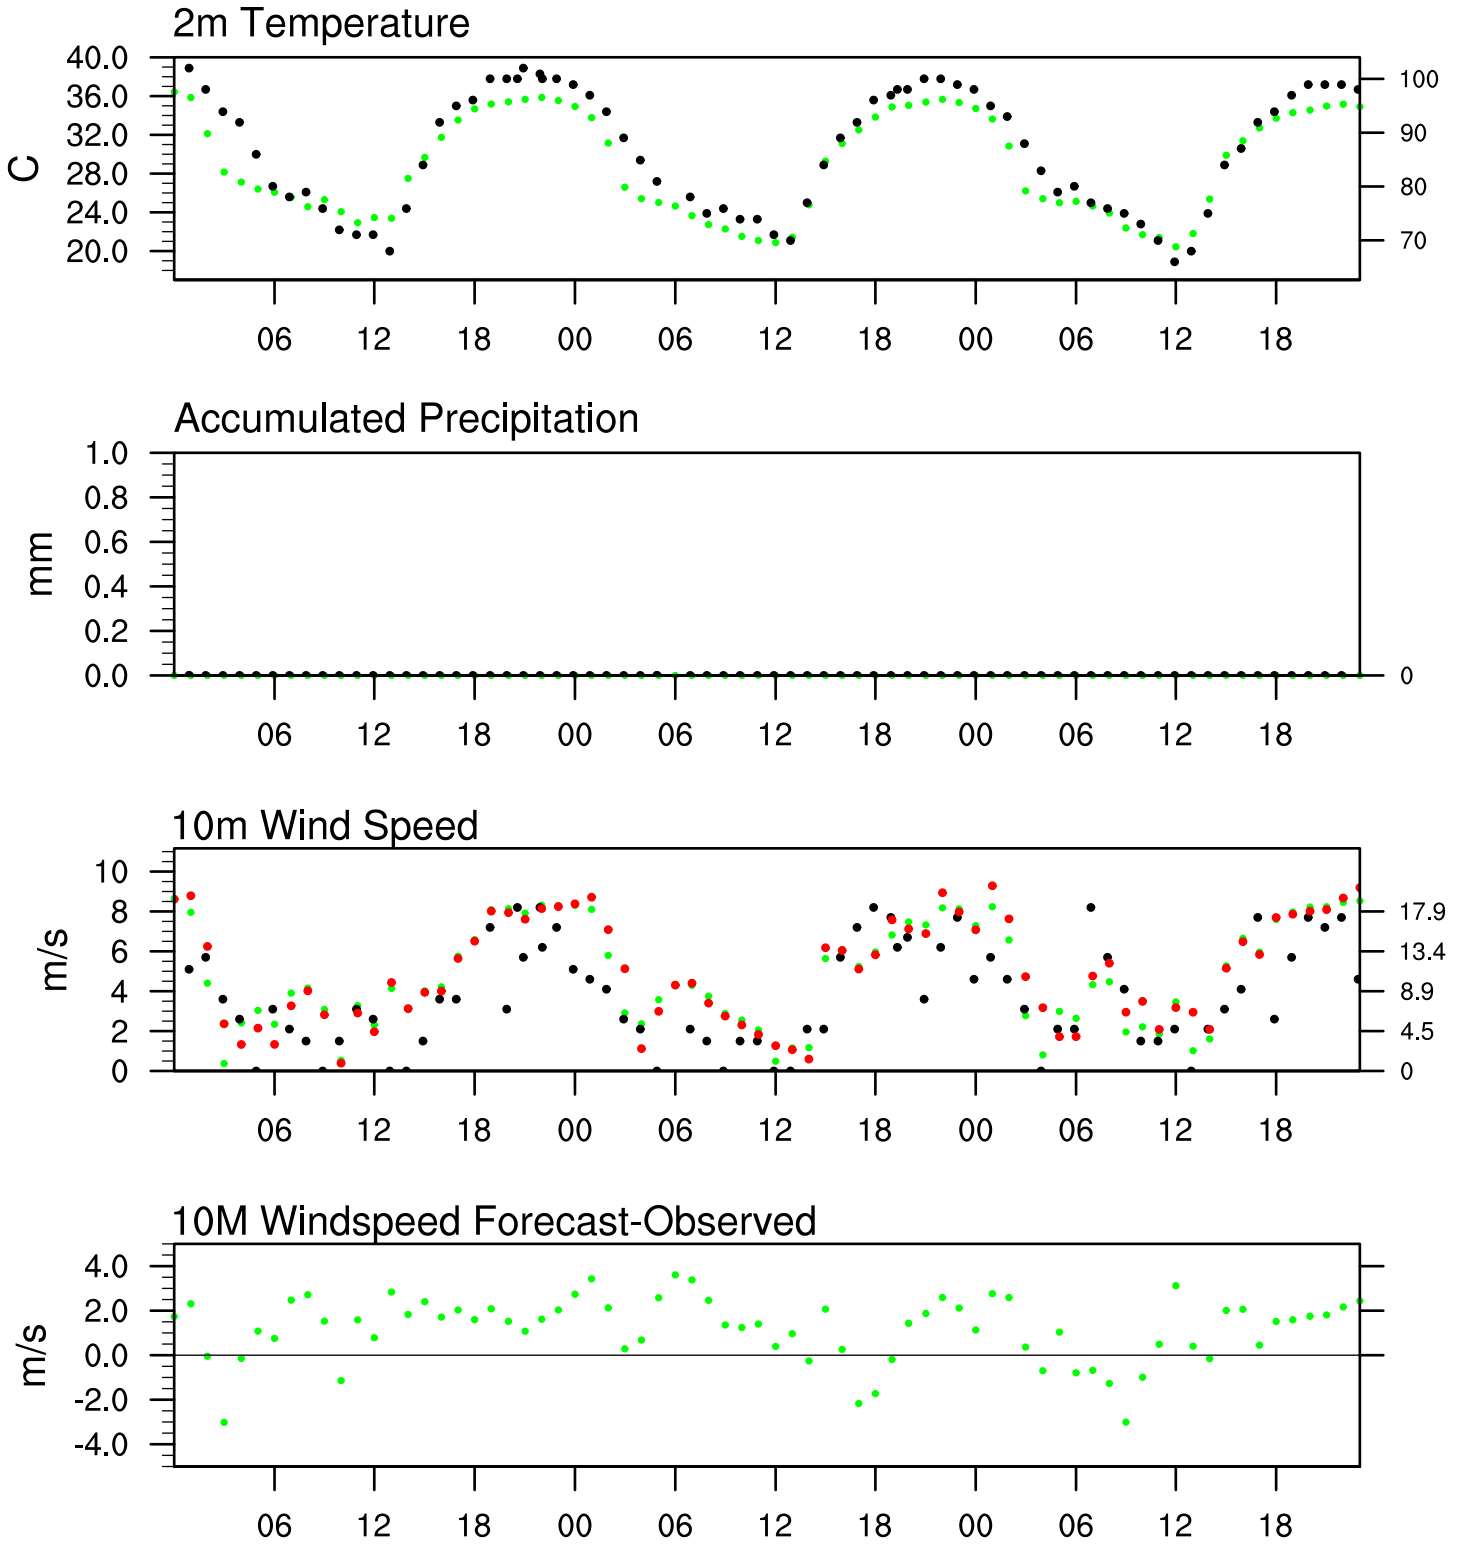 2m Temperature
40.0
36.0 100
32.0 90
C 28.0 80
24.0
20.0 70
06 12 18 00 06 12 18 00 06 12 18
Accumulated Precipitation
1.0
0.8
0.6
mm
0.4
0.2
0.0 0
06 12 18 00 06 12 18 00 06 12 18
10m Wind Speed
10
8 17.9
6 13.4
m/s
4 8.9
2 4.5
0 0
06 12 18 00 06 12 18 00 06 12 18
10M Windspeed Forecast-Observed
4.0
2.0
m/s 0.0
-2.0
-4.0
06 12 18 00 06 12 18 00 06 12 18